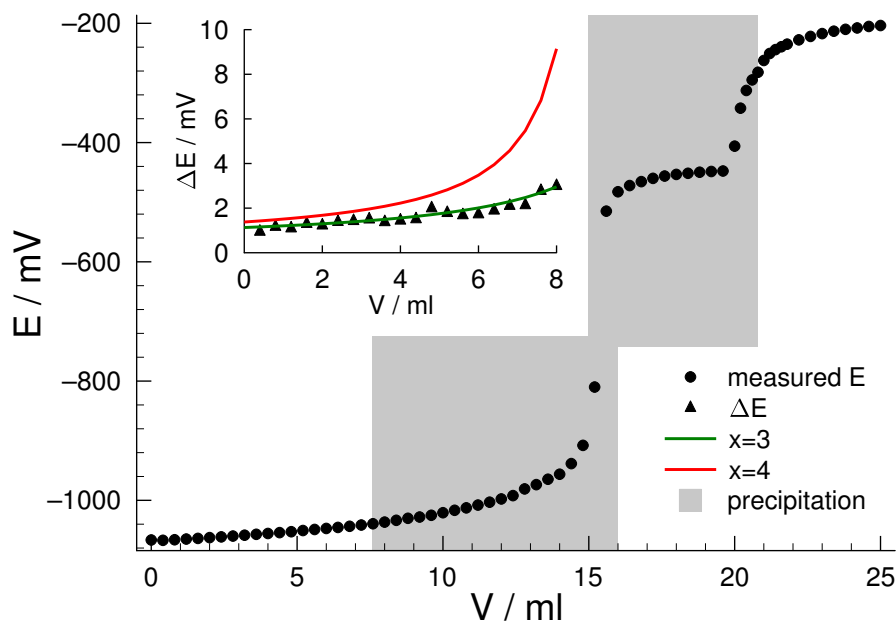 −200
−400
−600
−800
−1000
E / mV
0
5
10
15
20
25
V / ml
10
8
6
4
2
0
ΔE / mV
0
2
4
6
8
V / ml
measured E
ΔE
x=3
x=4
precipitation